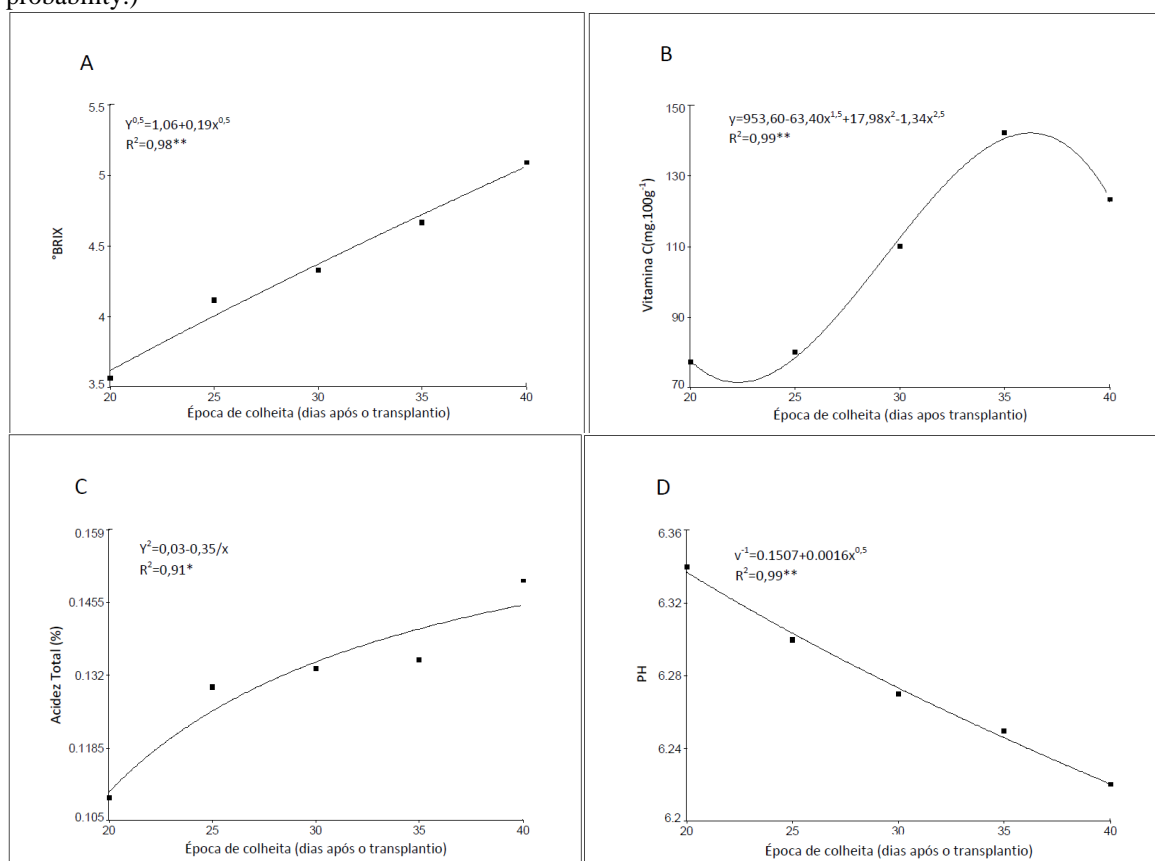 probability.)
A
Y^0,5=1,06+0,19x^0,5
R²=0,98**
5.5
5
4.5
4
3.5
°BRIX
20 25 30 35 40
Época de colheita (dias após o transplantio)
B
y=953,60-63,40x^1,5+17,98x²-1,34x^2,5
R²=0,99**
150
130
110
90
70
Vitamina C(mg.100g⁻¹)
20 25 30 35 40
Época de colheita (dias apos transplantio)
C
Y²=0,03-0,35/x
R²=0,91*
0.159
0.1455
0.132
0.1185
0.105
Acidez Total (%)
20 25 30 35 40
Época de colheita (dias após o transplantio)
D
v⁻¹=0.1507+0.0016x^0,5
R²=0,99**
6.36
6.32
6.28
6.24
6.2
PH
20 25 30 35 40
Época de colheita (dias após o transplantio)